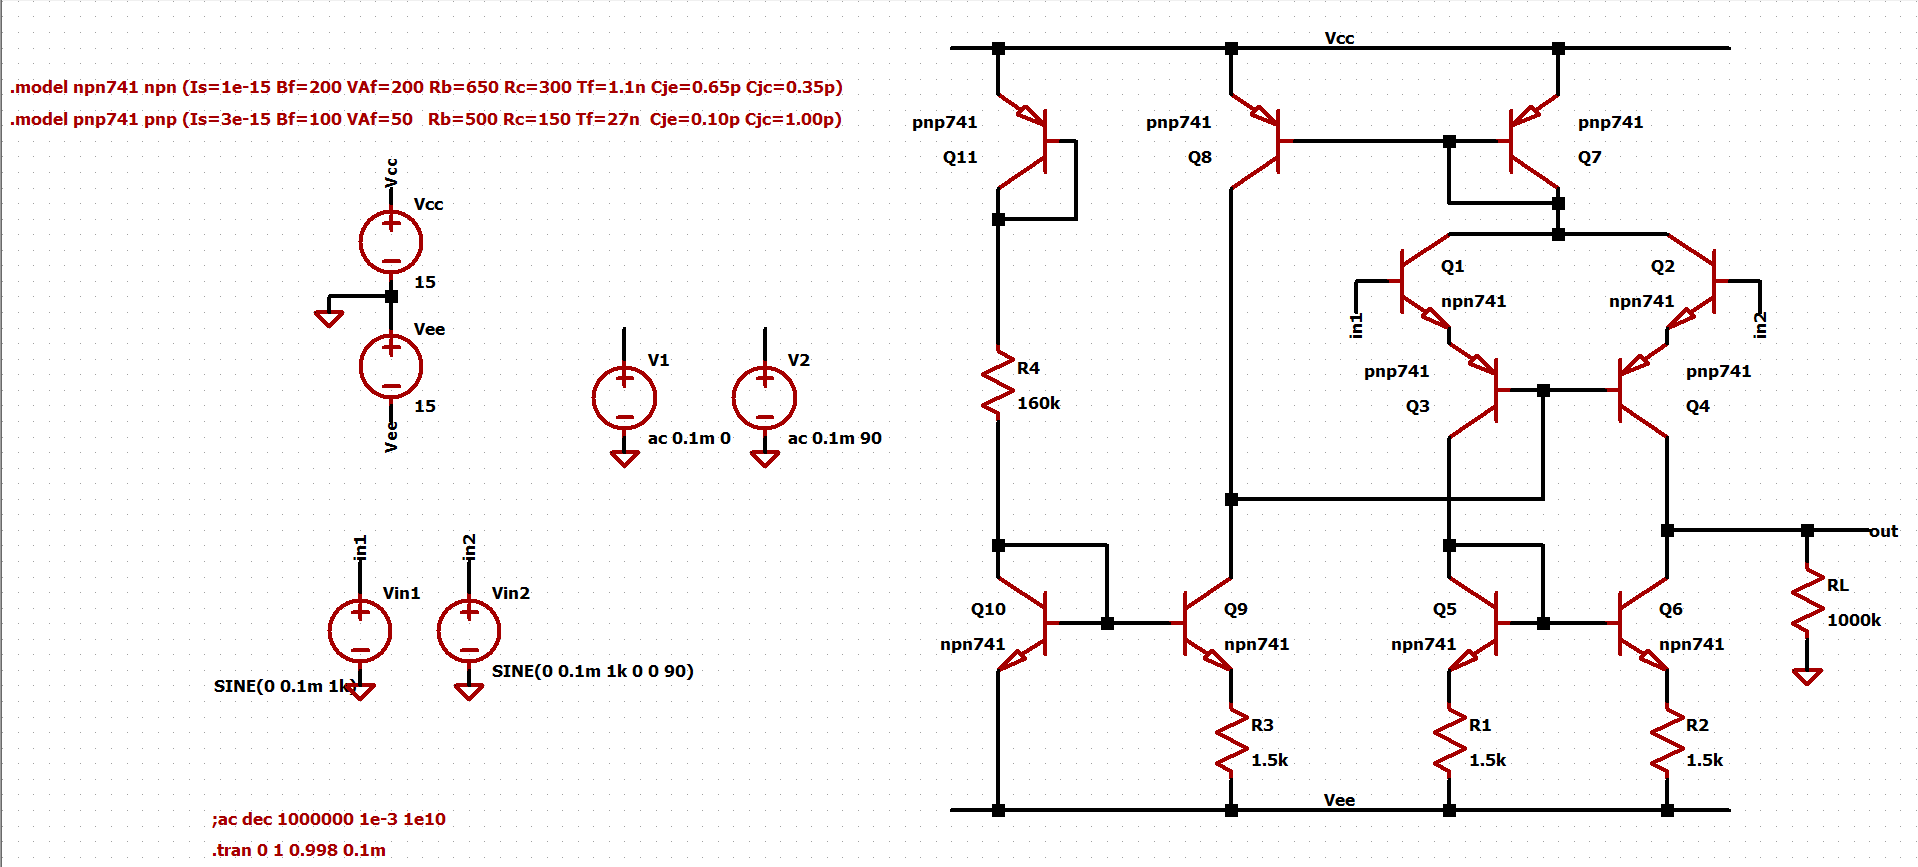 .model npn741 npn (Is=1e-15 Bf=200 VAf=200 Rb=650 Rc=300 Tf=1.1n Cje=0.65p Cjc=0.35p)
.model pnp741 pnp (Is=3e-15 Bf=100 VAf=50 Rb=500 Rc=150 Tf=27n Cje=0.10p Cjc=1.00p)
Vcc
Vcc
15
Vee
15
Vee
V1
ac 0.1m 0
V2
ac 0.1m 90
in1
Vin1
SINE(0 0.1m 1k)
in2
Vin2
SINE(0 0.1m 1k 0 0 90)
;ac dec 1000000 1e-3 1e10
.tran 0 1 0.998 0.1m
Vcc
pnp741
Q11
pnp741
Q8
pnp741
Q7
Q1
npn741
in1
Q2
npn741
in2
R4
160k
pnp741
Q3
pnp741
Q4
out
RL
1000k
Q10
npn741
Q9
npn741
Q5
npn741
Q6
npn741
R3
1.5k
R1
1.5k
R2
1.5k
Vee